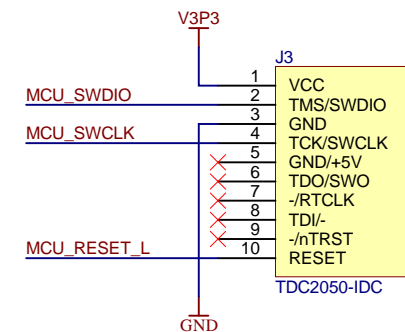 V3P3
J3
1 VCC
MCU_SWDIO 2 TMS/SWDIO
3 GND
MCU_SWCLK 4 TCK/SWCLK
5 GND/+5V
6 TDO/SWO
7 -/RTCLK
8 TDI/-
9 -/nTRST
MCU_RESET_L 10 RESET
TDC2050-IDC
GND